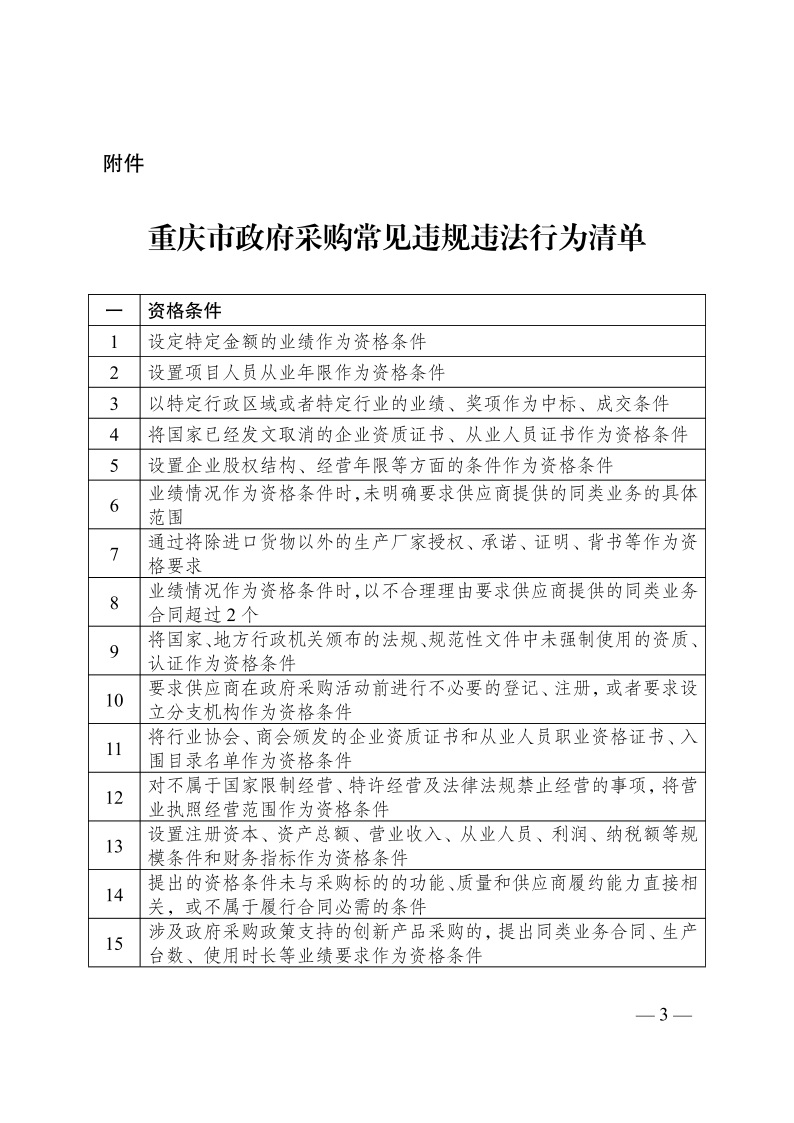 附件
重庆市政府采购常见违规违法行为清单
一 资格条件
1 设定特定金额的业绩作为资格条件
2 设置项目人员从业年限作为资格条件
3 以特定行政区域或者特定行业的业绩、奖项作为中标、成交条件
4 将国家已经发文取消的企业资质证书、从业人员证书作为资格条件
5 设置企业股权结构、经营年限等方面的条件作为资格条件
6 业绩情况作为资格条件时,未明确要求供应商提供的同类业务的具体
范围
7 通过将除进口货物以外的生产厂家授权、承诺、证明、背书等作为资
格要求
8 业绩情况作为资格条件时,以不合理理由要求供应商提供的同类业务
合同超过 2 个
9 将国家、地方行政机关颁布的法规、规范性文件中未强制使用的资质、
认证作为资格条件
10 要求供应商在政府采购活动前进行不必要的登记、注册，或者要求设
立分支机构作为资格条件
11 将行业协会、商会颁发的企业资质证书和从业人员职业资格证书、入
围目录名单作为资格条件
12 对不属于国家限制经营、特许经营及法律法规禁止经营的事项，将营
业执照经营范围作为资格条件
13 设置注册资本、资产总额、营业收入、从业人员、利润、纳税额等规
模条件和财务指标作为资格条件
14 提出的资格条件未与采购标的的功能、质量和供应商履约能力直接相
关，或不属于履行合同必需的条件
15 涉及政府采购政策支持的创新产品采购的，提出同类业务合同、生产
台数、使用时长等业绩要求作为资格条件
— 3 —